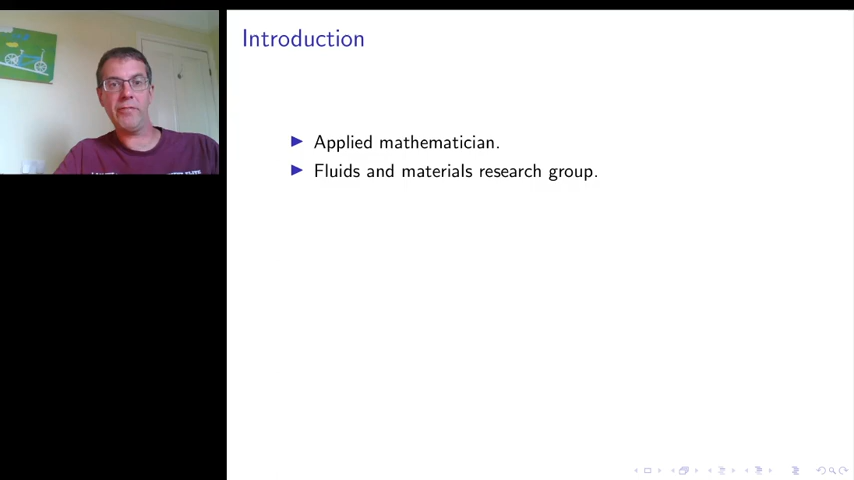 Introduction
Applied mathematician.
Fluids and materials research group.